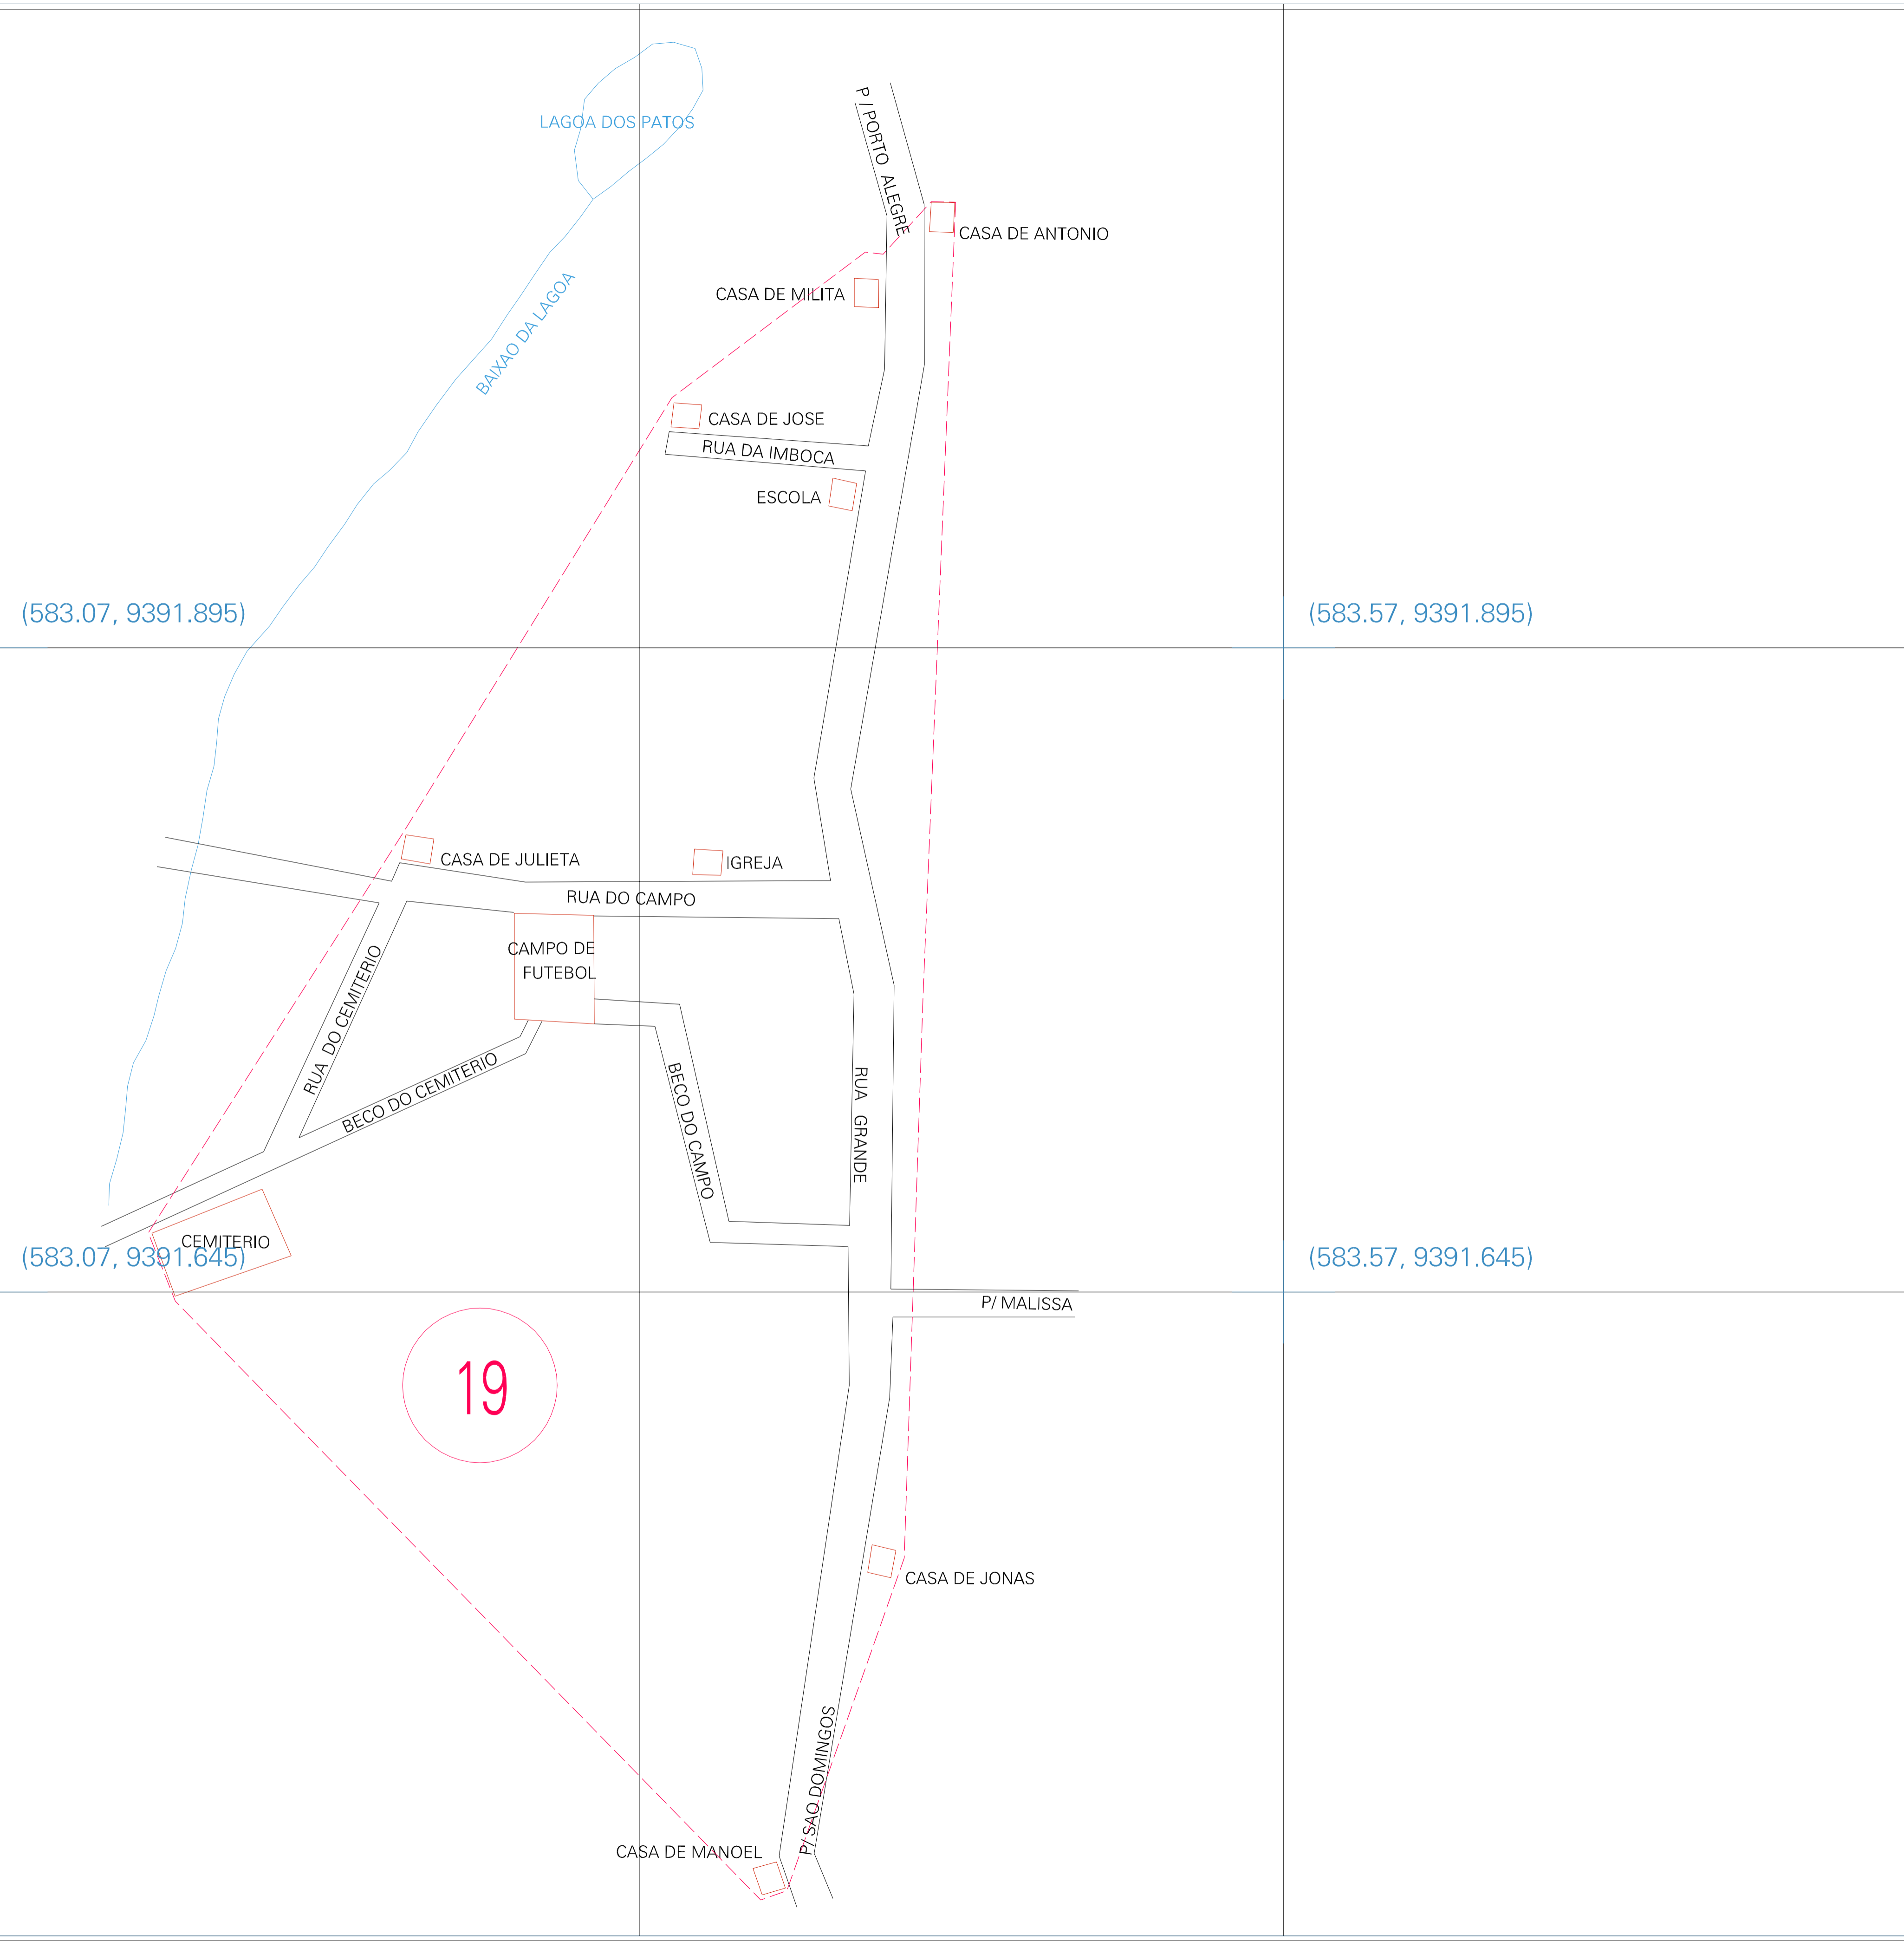 LAGOA DOS PATOS
P / PORTO ALEGRE
CASA DE ANTONIO
CASA DE MILITA
BAIXAO DA LAGOA
CASA DE JOSE
RUA DA IMBOCA
ESCOLA
(583.07, 9391.895)
(583.57, 9391.895)
CASA DE JULIETA
IGREJA
RUA DO CAMPO
CAMPO DE
FUTEBOL
RUA DO CEMITERIO
BECO DO CEMITERIO
BECO DO CAMPO
RUA GRANDE
CEMITERIO
(583.07, 9391.645)
(583.57, 9391.645)
P/ MALISSA
19
CASA DE JONAS
P/ SAO DOMINGOS
CASA DE MANOEL